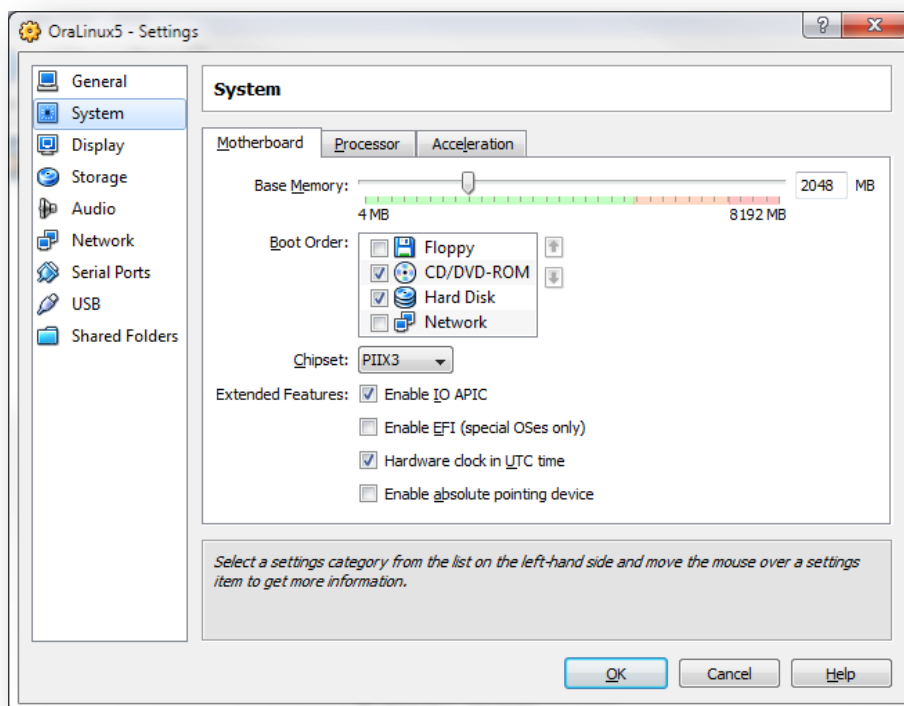 OraLinux5 - Settings
?
General
System
Display
Storage
Audio
Network
Serial Ports
USB
Shared Folders
System
Motherboard Processor Acceleration
Base Memory: 2048 MB
4 MB 8192 MB
Boot Order: Floppy
CD/DVD-ROM
Hard Disk
Network
Chipset: PIIX3
Extended Features: Enable IO APIC
Enable EFI (special OSes only)
Hardware clock in UTC time
Enable absolute pointing device
Select a settings category from the list on the left-hand side and move the mouse over a settings
item to get more information.
OK Cancel Help